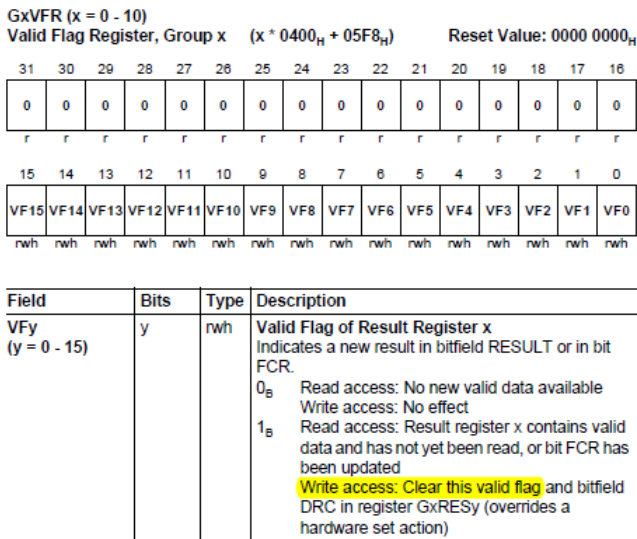 GxVFR (x = 0 - 10)
Valid Flag Register, Group x (x * 0400H + 05F8H) Reset Value: 0000 0000H
31 30 29 28 27 26 25 24 23 22 21 20 19 18 17 16
0 0 0 0 0 0 0 0 0 0 0 0 0 0 0 0
r r r r r r r r r r r r r r r r
15 14 13 12 11 10 9 8 7 6 5 4 3 2 1 0
VF15 VF14 VF13 VF12 VF11 VF10 VF9 VF8 VF7 VF6 VF5 VF4 VF3 VF2 VF1 VF0
rwh rwh rwh rwh rwh rwh rwh rwh rwh rwh rwh rwh rwh rwh rwh rwh
Field Bits Type Description
VFy y rwh Valid Flag of Result Register x
(y = 0 - 15) Indicates a new result in bitfield RESULT or in bit
FCR.
0B Read access: No new valid data available
Write access: No effect
1B Read access: Result register x contains valid
data and has not yet been read, or bit FCR has
been updated
Write access: Clear this valid flag and bitfield
DRC in register GxRESy (overrides a
hardware set action)